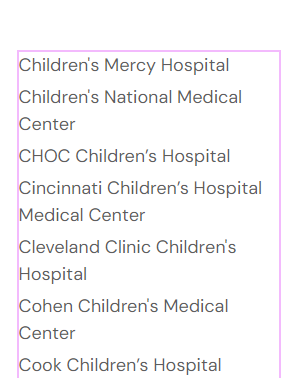 Children's Mercy Hospital
Children's National Medical
Center
CHOC Children’s Hospital
Cincinnati Children’s Hospital
Medical Center
Cleveland Clinic Children's
Hospital
Cohen Children's Medical
Center
Cook Children’s Hospital